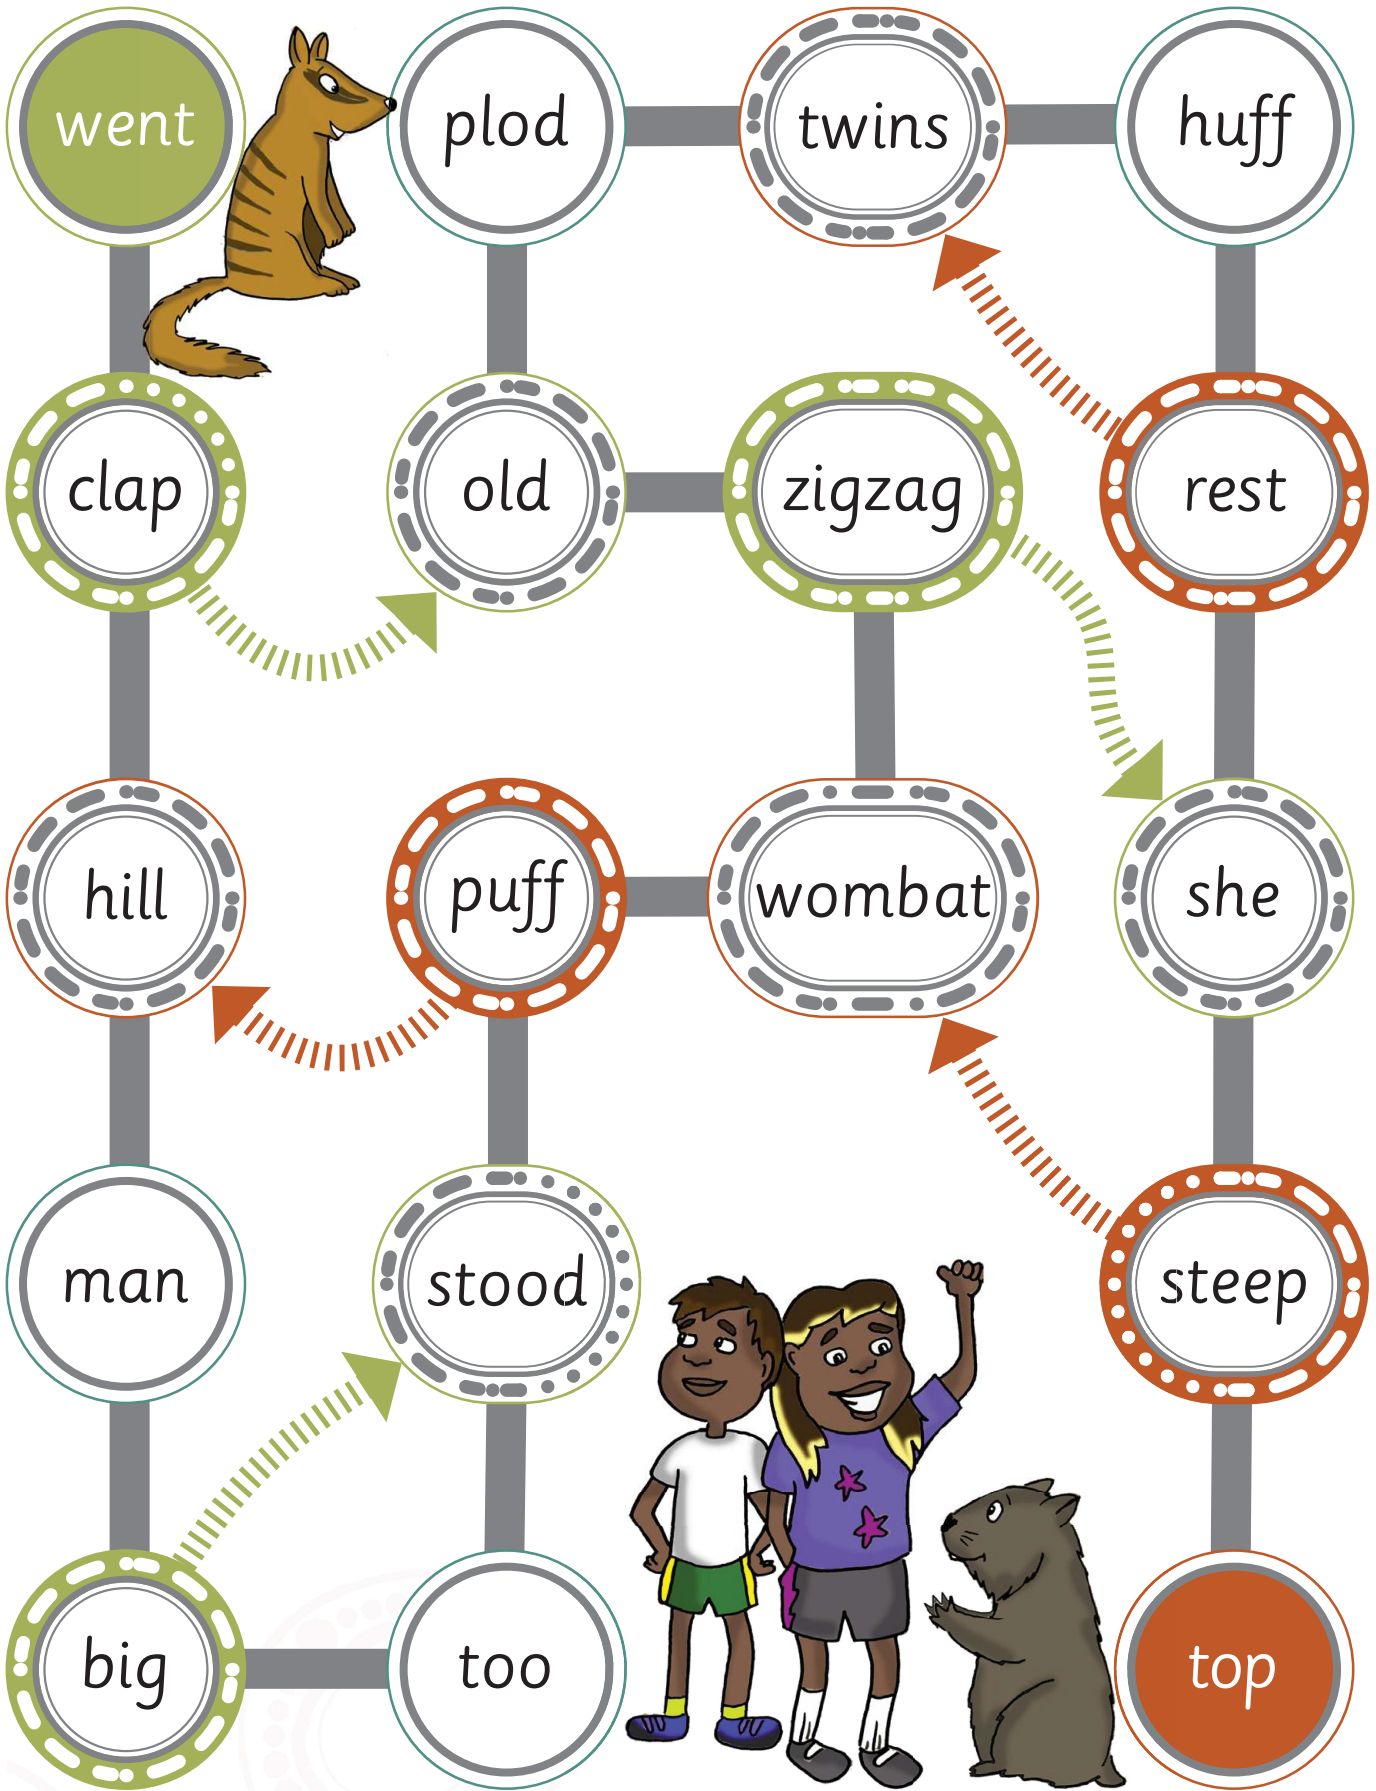 went
plod
twins
huff
clap
old
zigzag
rest
hill
puff
wombat
she
man
stood
steep
big
too
top